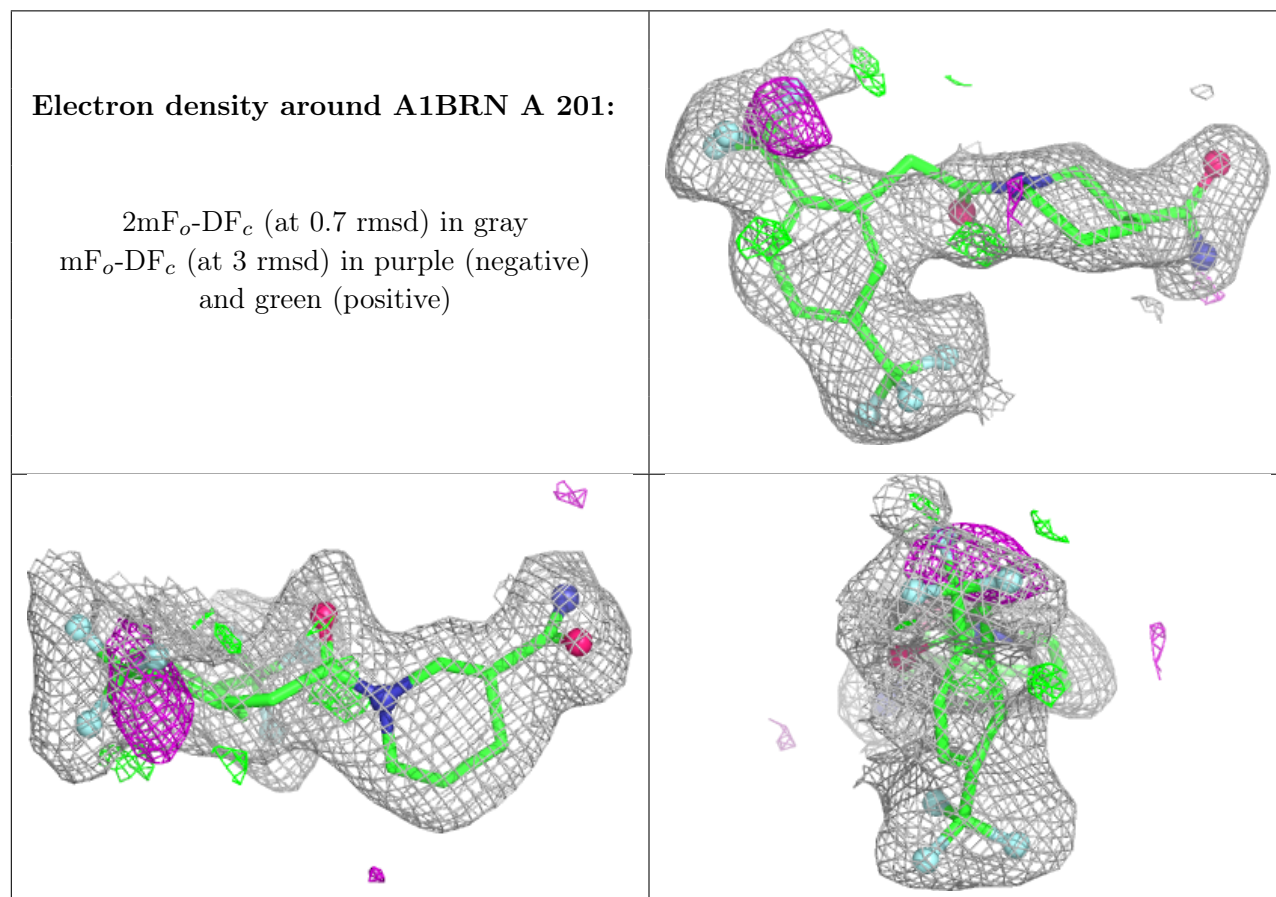 Electron density around A1BRN A 201:
2mFo-DFc (at 0.7 rmsd) in gray
mFo-DFc (at 3 rmsd) in purple (negative)
and green (positive)